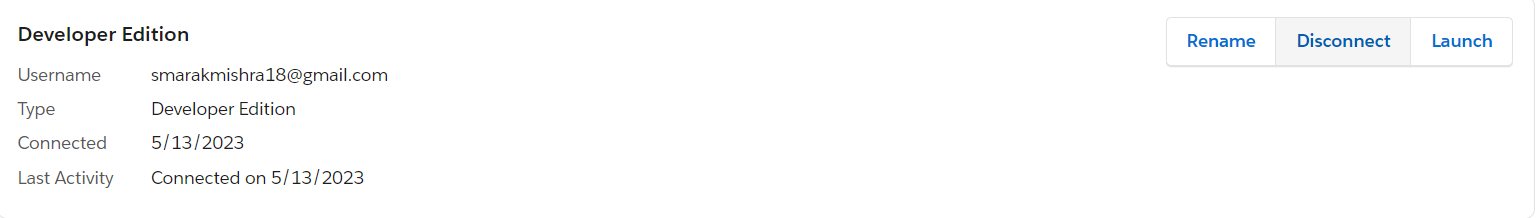 Developer Edition
Rename Disconnect Launch
Username smarakmishra18@gmail.com
Type Developer Edition
Connected 5/13/2023
Last Activity Connected on 5/13/2023